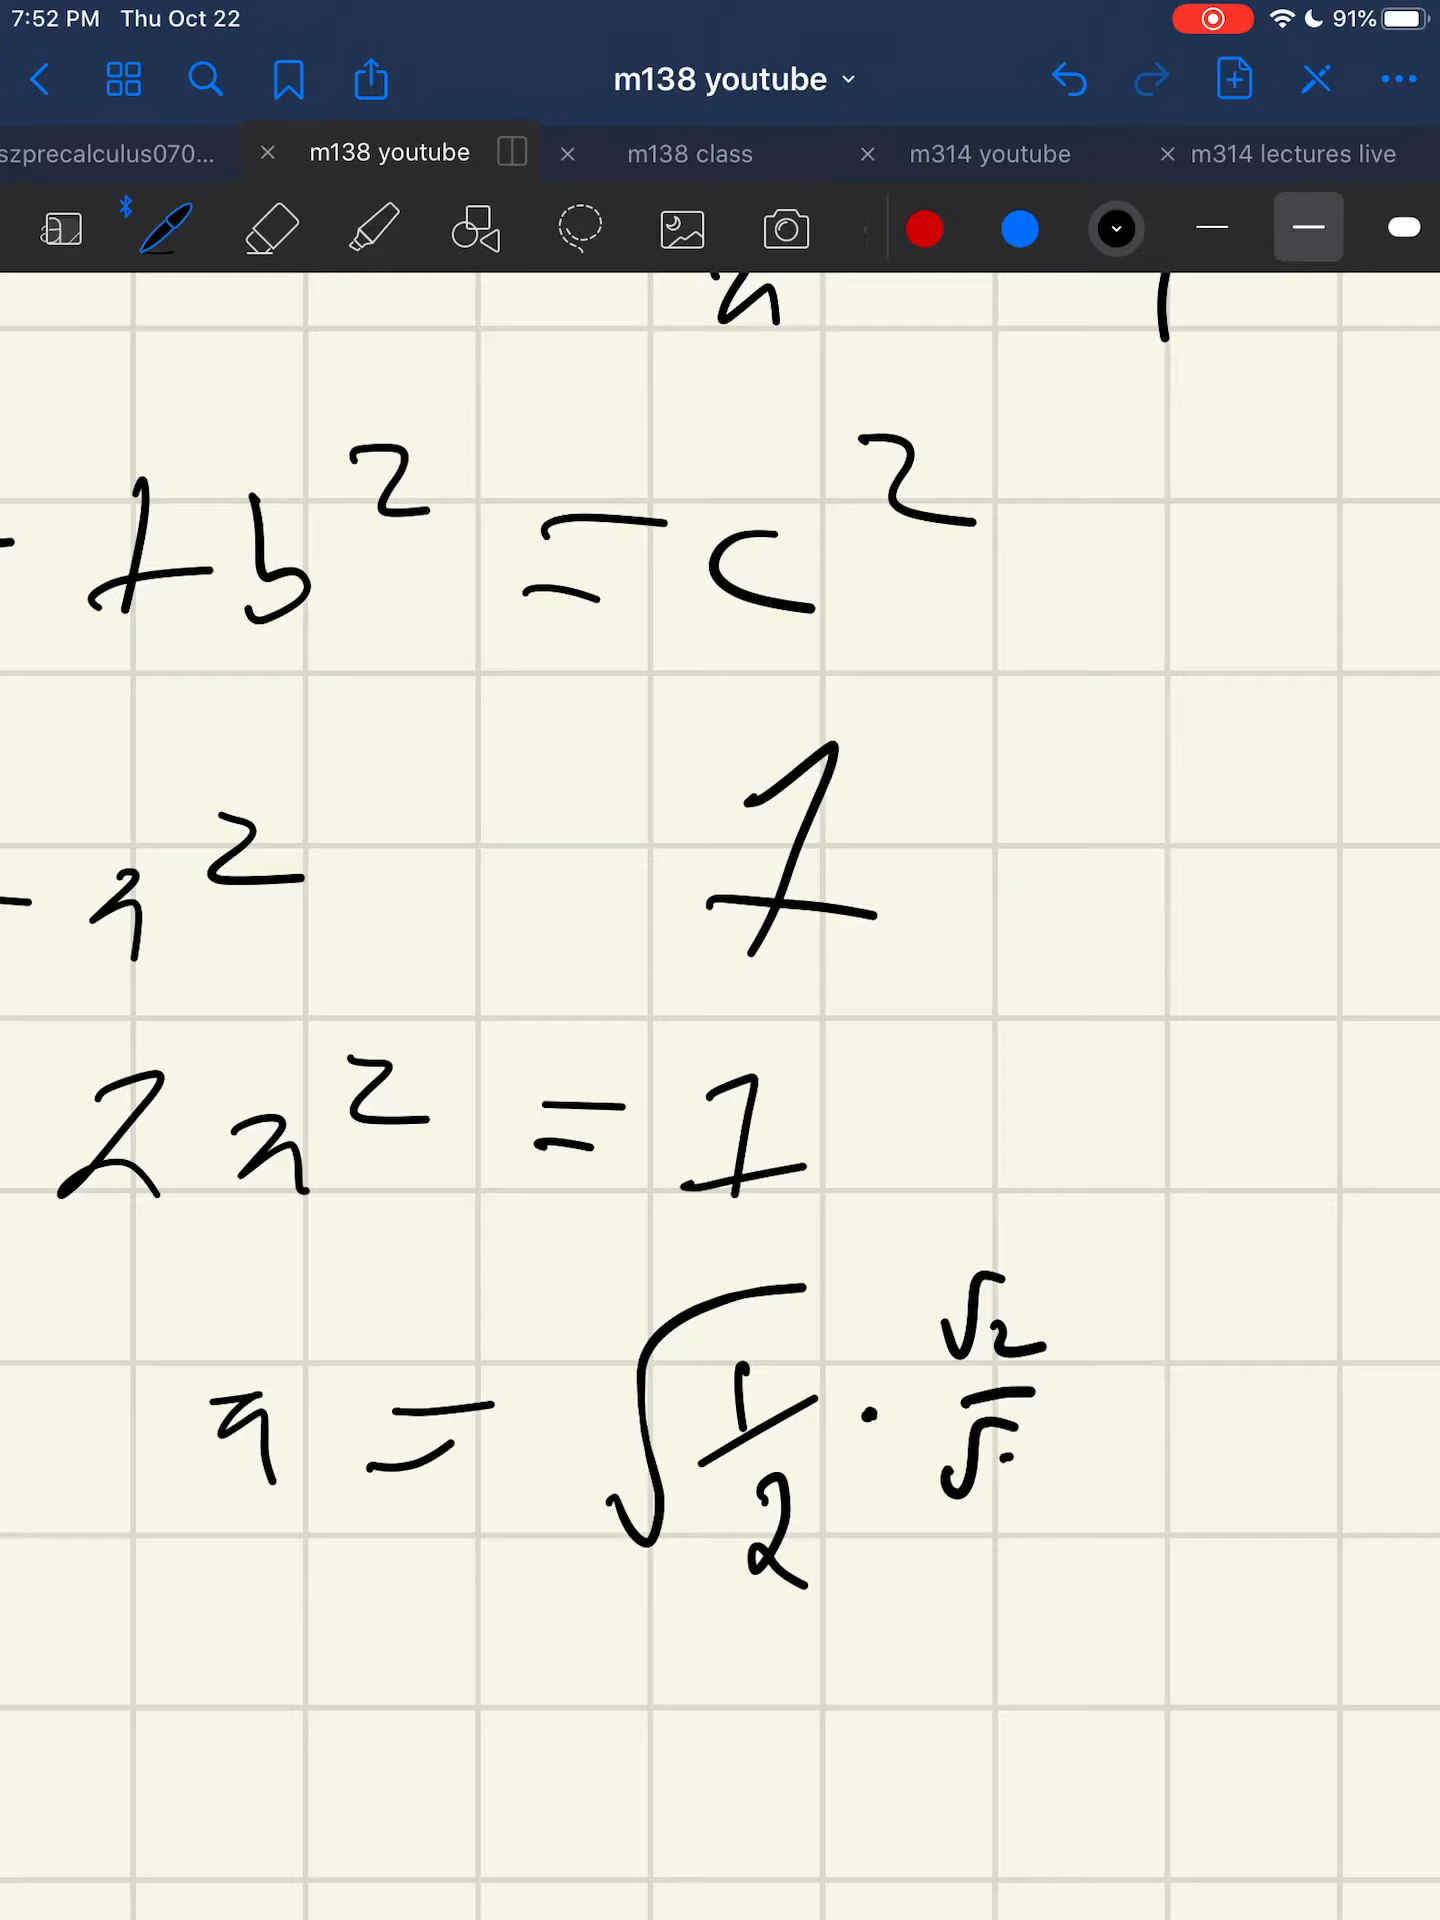 7:52 PM Thu Oct 22 91%
m138 youtube
szprecalculus070... m138 youtube m138 class m314 youtube m314 lectures live
x
+ b² = c²
x² 1
2x² = 1
x = √1/2 · √2/√